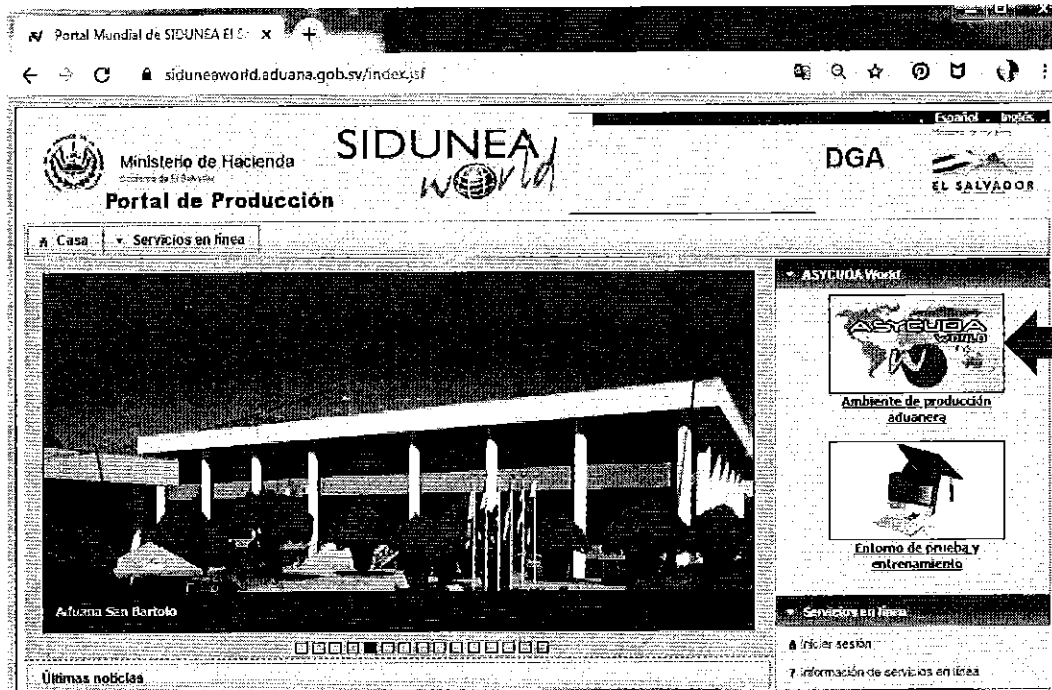 Portal Mundial de SIDUNEA El S
siduneaworld.aduana.gob.sv/index.jsf
Español Inglés
Ministerio de Hacienda
SIDUNEA
World
DGA
EL SALVADOR
Portal de Producción
Casa
Servicios en línea
ASYCUDA World
ASYCUDA
WORLD
Ambiente de producción
aduanera
Entorno de prueba y
entrenamiento
Aduana San Bartolo
Servicios en línea
Iniciar sesión
? Información de servicios en línea
Últimas noticias